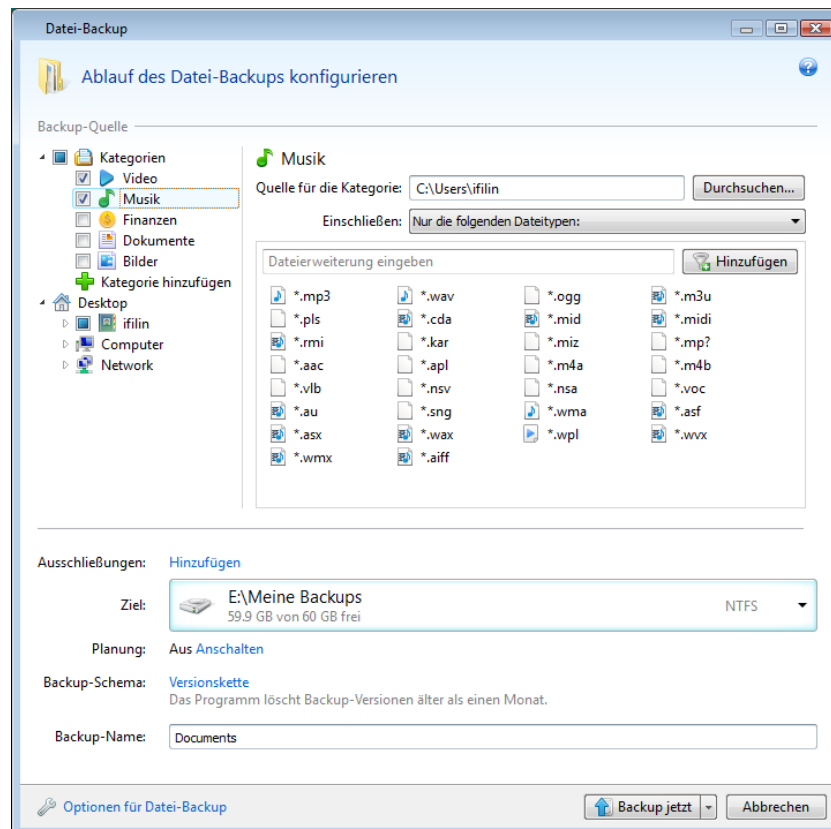 Datei-Backup
Ablauf des Datei-Backups konfigurieren
Backup-Quelle
Kategorien
Video
Musik
Finanzen
Dokumente
Bilder
Kategorie hinzufügen
Desktop
ifilin
Computer
Network
Musik
Quelle für die Kategorie: C:\Users\ifilin Durchsuchen...
Einschließen: Nur die folgenden Dateitypen:
Dateierweiterung eingeben Hinzufügen
*.mp3 *.wav *.ogg *.m3u
*.pls *.cda *.mid *.midi
*.rmi *.kar *.miz *.mp?
*.aac *.apl *.m4a *.m4b
*.vlb *.nsv *.nsa *.voc
*.au *.sng *.wma *.asf
*.asx *.wax *.wpl *.wvx
*.wmx *.aiff
Ausschließungen: Hinzufügen
Ziel: E:\Meine Backups NTFS
59.9 GB von 60 GB frei
Planung: Aus Anschalten
Backup-Schema: Versionskette
Das Programm löscht Backup-Versionen älter als einen Monat.
Backup-Name: Documents
Optionen für Datei-Backup Backup jetzt Abbrechen